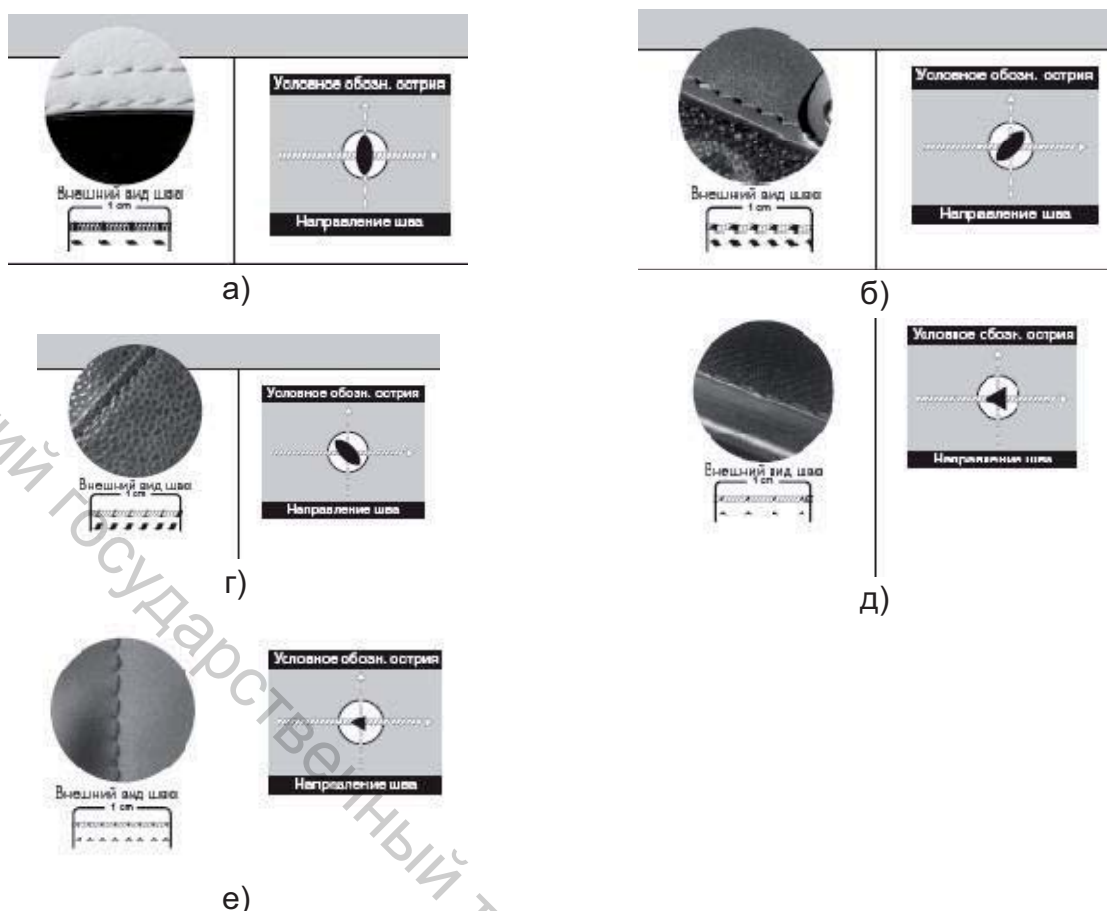 Условное обозн. острия
Внешний вид шва
1 cm
Направление шва
а)
Условное обозн. острия
Внешний вид шва
1 cm
Направление шва
б)
Условное обозн. острия
Внешний вид шва
1 cm
Направление шва
г)
Условное обозн. острия
Внешний вид шва
1 cm
Направление шва
д)
Условное обозн. острия
Внешний вид шва
1 cm
Направление шва
е)
государственный